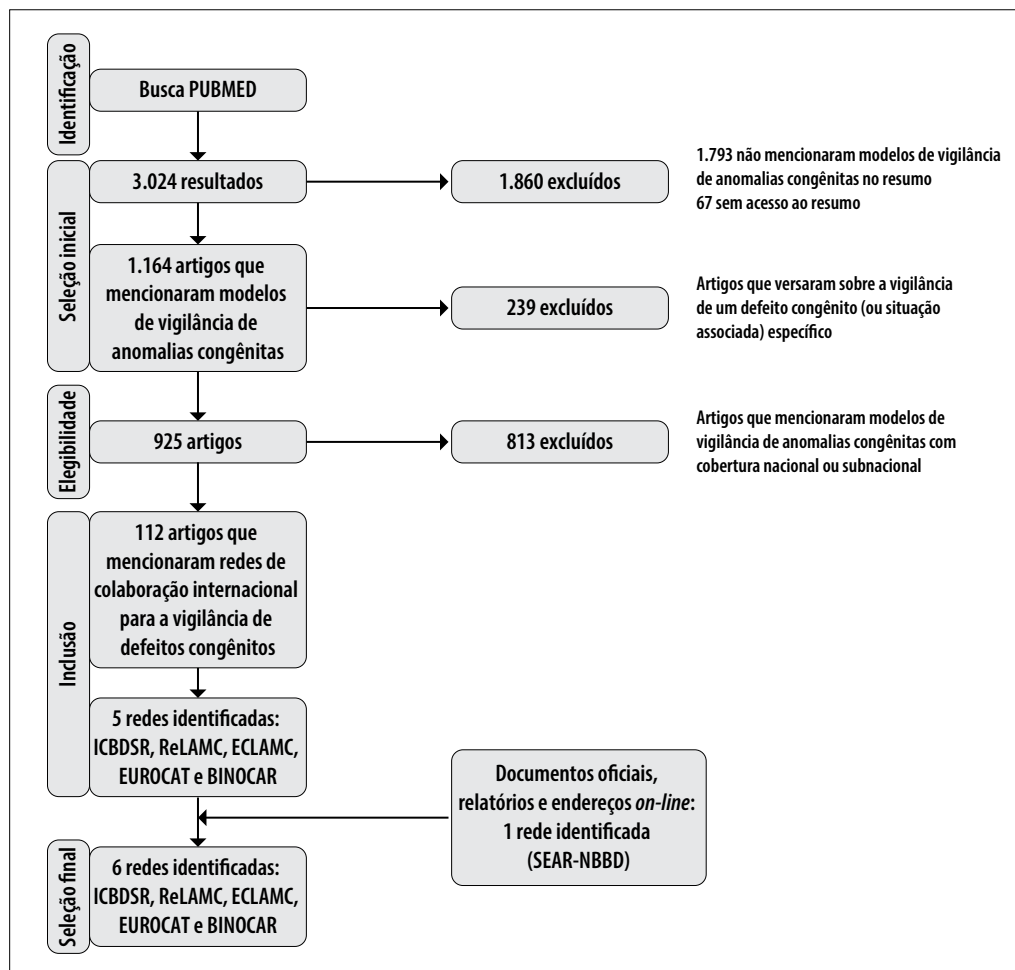 Identificação
Busca PUBMED
Seleção inicial
3.024 resultados
1.860 excluídos
1.793 não mencionaram modelos de vigilância
de anomalias congênitas no resumo
67 sem acesso ao resumo
1.164 artigos que
mencionaram modelos
de vigilância de
anomalias congênitas
239 excluídos
Artigos que versaram sobre a vigilância
de um defeito congênito (ou situação
associada) específico
Elegibilidade
925 artigos
813 excluídos
Artigos que mencionaram modelos de
vigilância de anomalias congênitas com
cobertura nacional ou subnacional
Inclusão
112 artigos que
mencionaram redes de
colaboração internacional
para a vigilância de
defeitos congênitos
5 redes identificadas:
ICBDSR, ReLAMC, ECLAMC,
EUROCAT e BINOCAR
Documentos oficiais,
relatórios e endereços on-line:
1 rede identificada
(SEAR-NBBD)
Seleção final
6 redes identificadas:
ICBDSR, ReLAMC, ECLAMC,
EUROCAT e BINOCAR